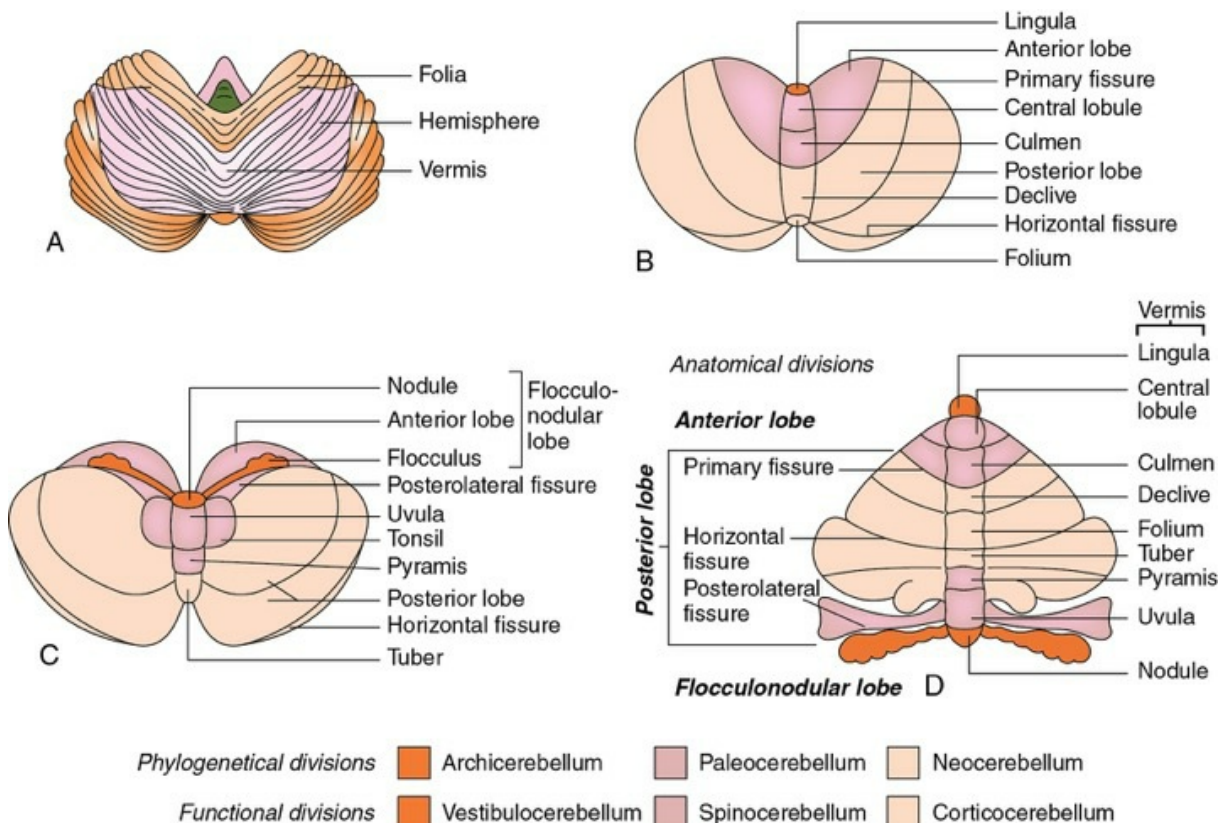 Folia
Hemisphere
Vermis
A
Lingula
Anterior lobe
Primary fissure
Central lobule
Culmen
Posterior lobe
Declive
Horizontal fissure
Folium
B
Nodule
Anterior lobe
Flocculus
Flocculo-
nodular
lobe
Posterolateral fissure
Uvula
Tonsil
Pyramis
Posterior lobe
Horizontal fissure
Tuber
C
Anatomical divisions
Anterior lobe
Primary fissure
Posterior lobe
Horizontal
fissure
Posterolateral
fissure
Flocculonodular lobe
D
Vermis
Lingula
Central
lobule
Culmen
Declive
Folium
Tuber
Pyramis
Uvula
Nodule
Phylogenetical divisions Archicerebellum Paleocerebellum Neocerebellum
Functional divisions Vestibulocerebellum Spinocerebellum Corticocerebellum